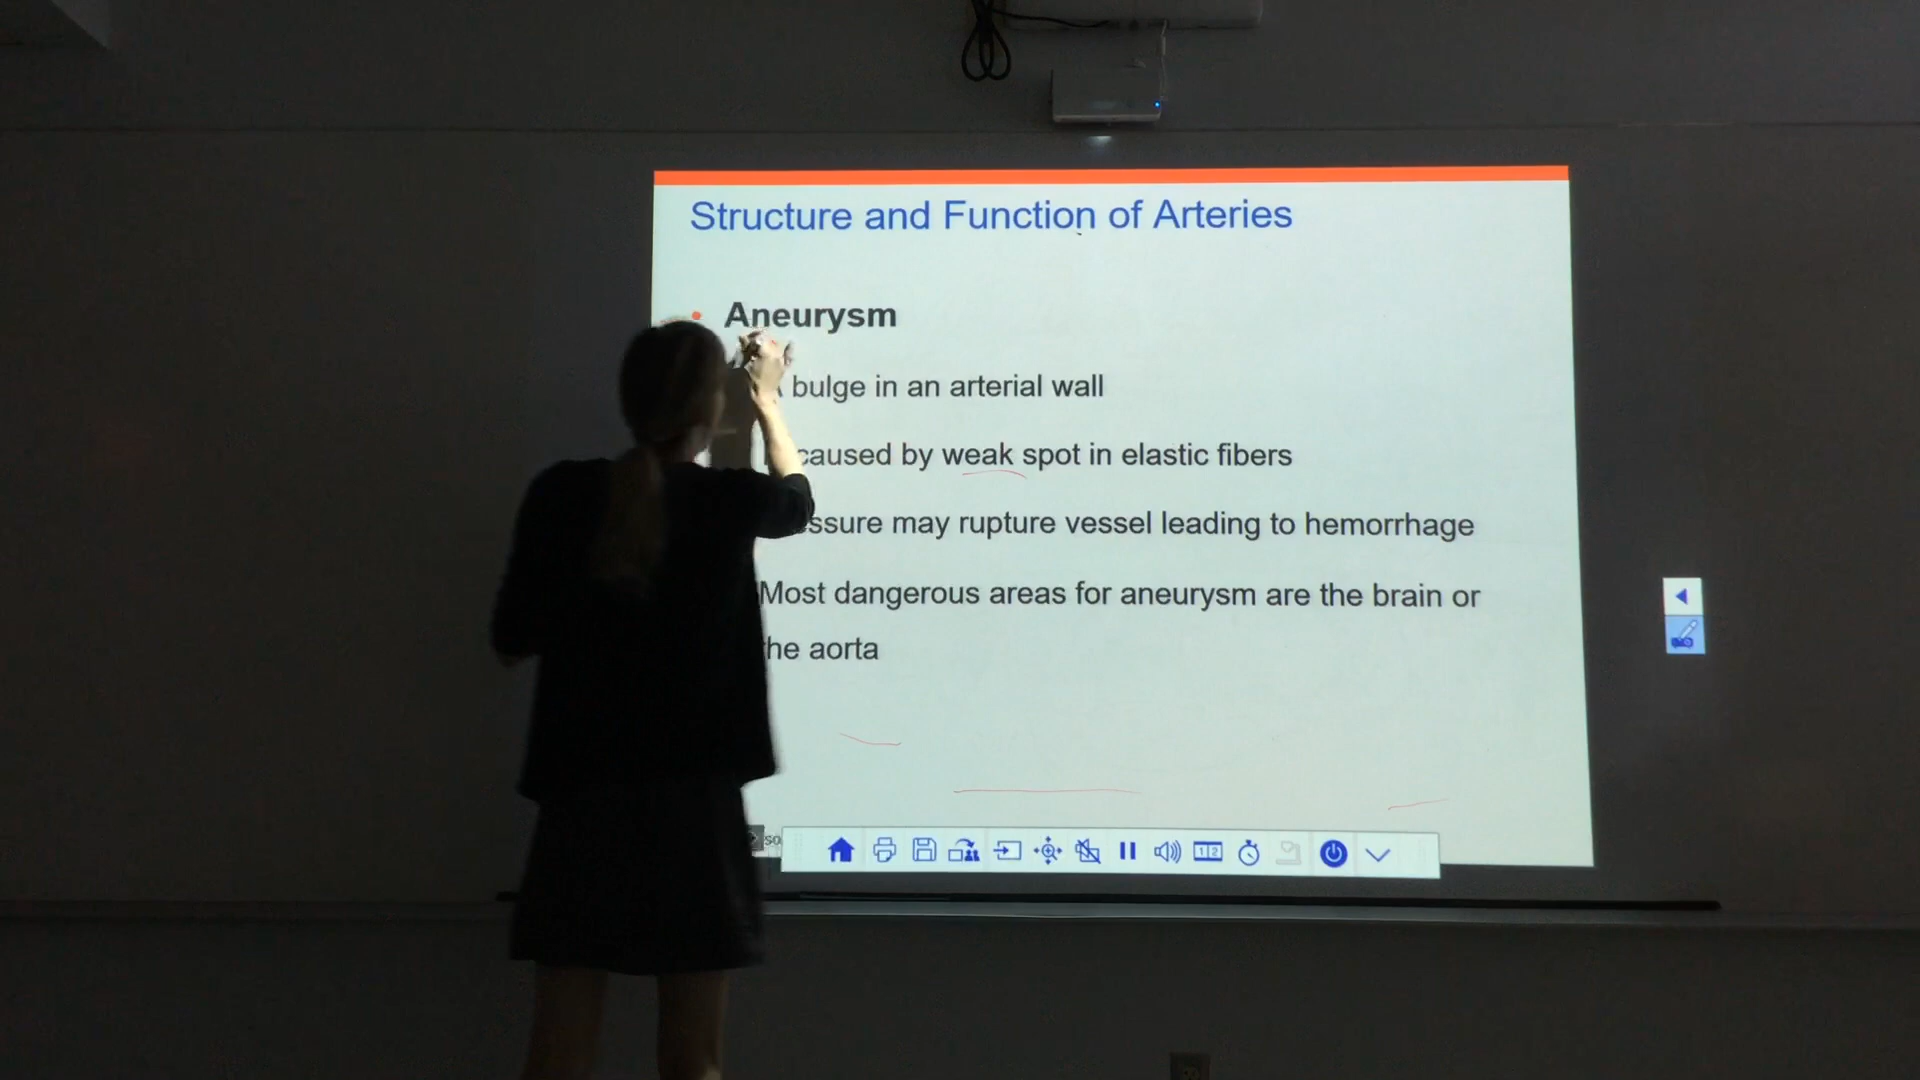 Structure and Function of Arteries
Aneurysm
bulge in an arterial wall
caused by weak spot in elastic fibers
may rupture vessel leading to hemorrhage
Most dangerous areas for aneurysm are the brain or
the aorta